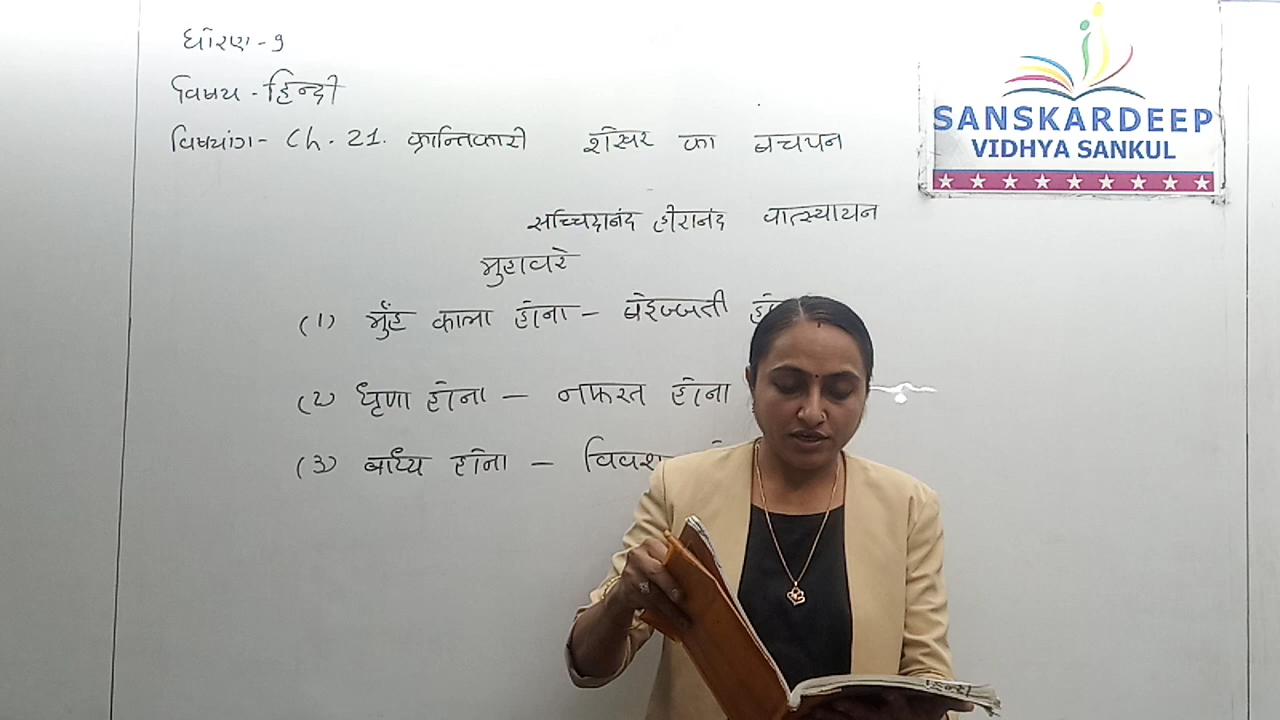 धोरण - 9
विषय - हिन्दी
विषयांग - Ch. 21. क्रान्तिकारी शेखर का बचपन
सच्चिदानंद हीरानंद वात्स्यायन
मुहावरे
(1) मुँह काला होना - बेइज्जती
(2) घृणा होना - नफरत होना
(3) बाध्य होना -
SANSKARDEEP
VIDHYA SANKUL
हिन्दी